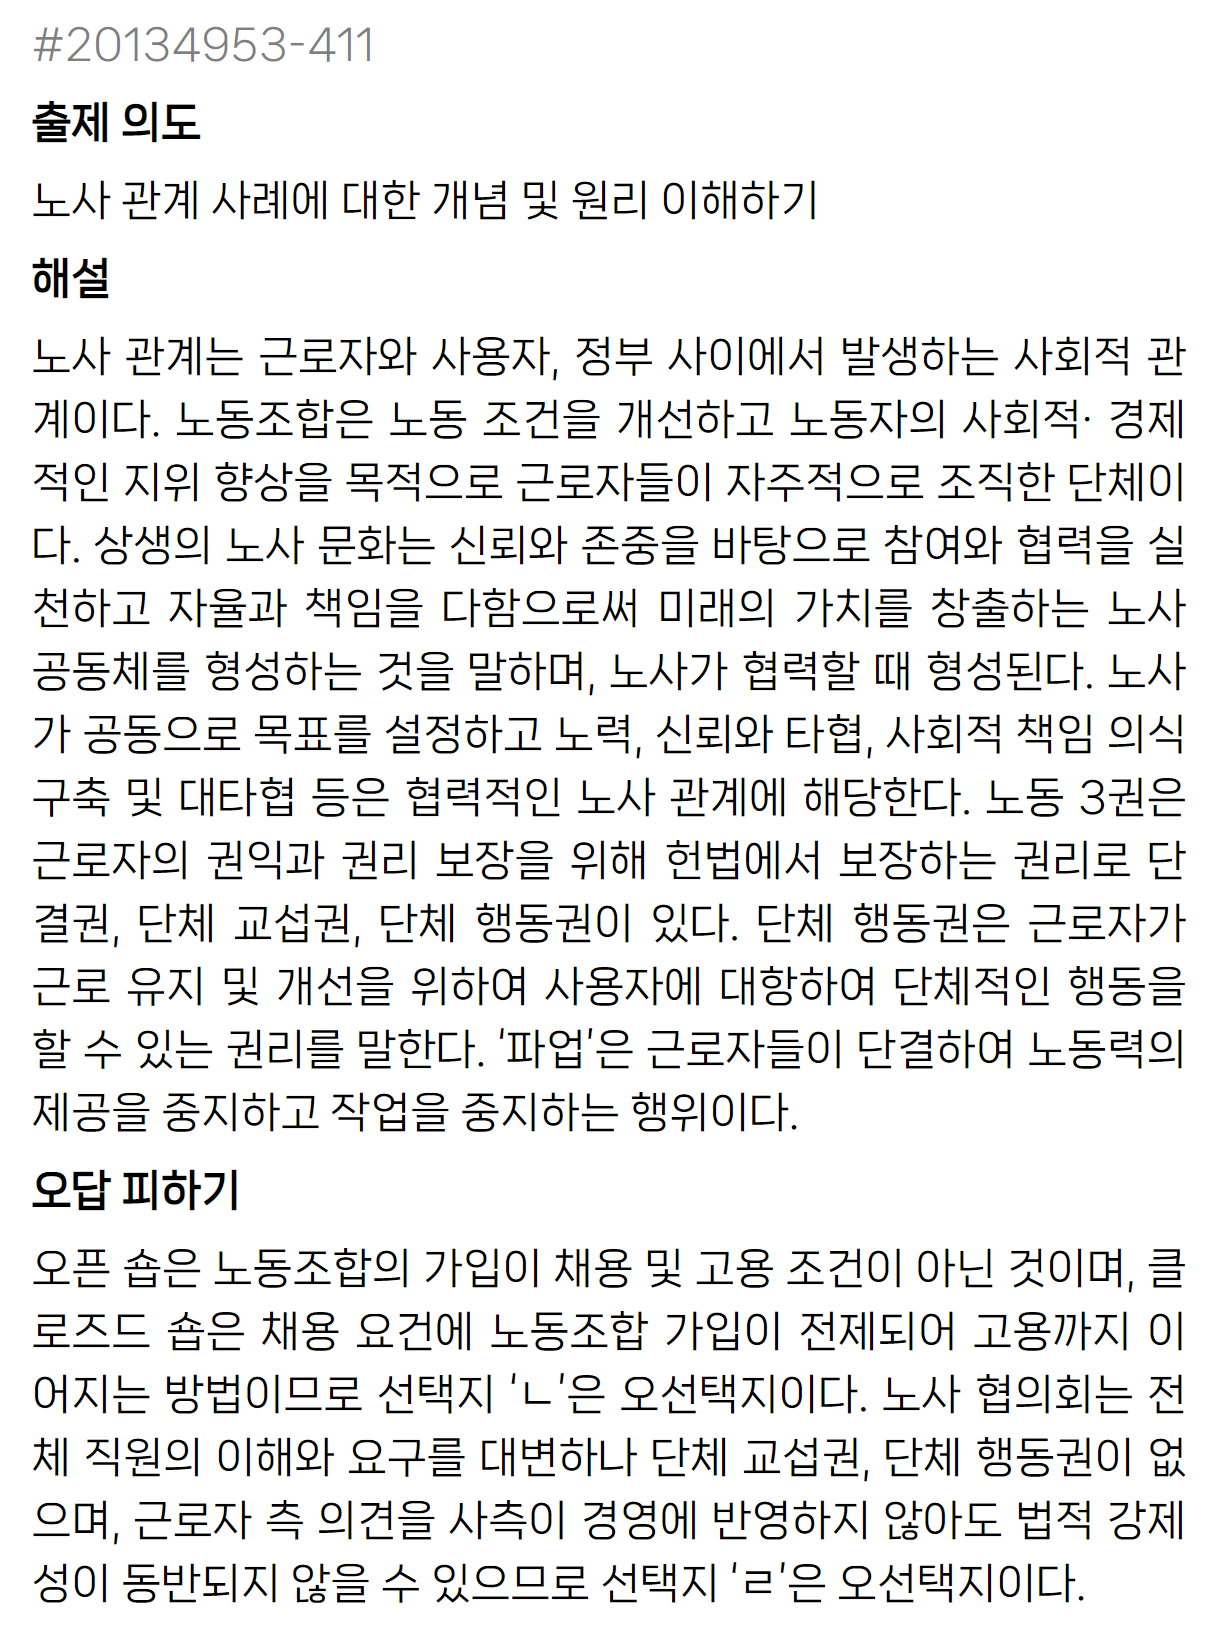 #20134953-411
출제 의도
노사 관계 사례에 대한 개념 및 원리 이해하기
해설
노사 관계는 근로자와 사용자, 정부 사이에서 발생하는 사회적 관
계이다. 노동조합은 노동 조건을 개선하고 노동자의 사회적· 경제
적인 지위 향상을 목적으로 근로자들이 자주적으로 조직한 단체이
다. 상생의 노사 문화는 신뢰와 존중을 바탕으로 참여와 협력을 실
천하고 자율과 책임을 다함으로써 미래의 가치를 창출하는 노사
공동체를 형성하는 것을 말하며, 노사가 협력할 때 형성된다. 노사
가 공동으로 목표를 설정하고 노력, 신뢰와 타협, 사회적 책임 의식
구축 및 대타협 등은 협력적인 노사 관계에 해당한다. 노동 3권은
근로자의 권익과 권리 보장을 위해 헌법에서 보장하는 권리로 단
결권, 단체 교섭권, 단체 행동권이 있다. 단체 행동권은 근로자가
근로 유지 및 개선을 위하여 사용자에 대항하여 단체적인 행동을
할 수 있는 권리를 말한다. ‘파업’은 근로자들이 단결하여 노동력의
제공을 중지하고 작업을 중지하는 행위이다.
오답 피하기
오픈 숍은 노동조합의 가입이 채용 및 고용 조건이 아닌 것이며, 클
로즈드 숍은 채용 요건에 노동조합 가입이 전제되어 고용까지 이
어지는 방법이므로 선택지 ‘ㄴ’은 오선택지이다. 노사 협의회는 전
체 직원의 이해와 요구를 대변하나 단체 교섭권, 단체 행동권이 없
으며, 근로자 측 의견을 사측이 경영에 반영하지 않아도 법적 강제
성이 동반되지 않을 수 있으므로 선택지 ‘ㄹ’은 오선택지이다.